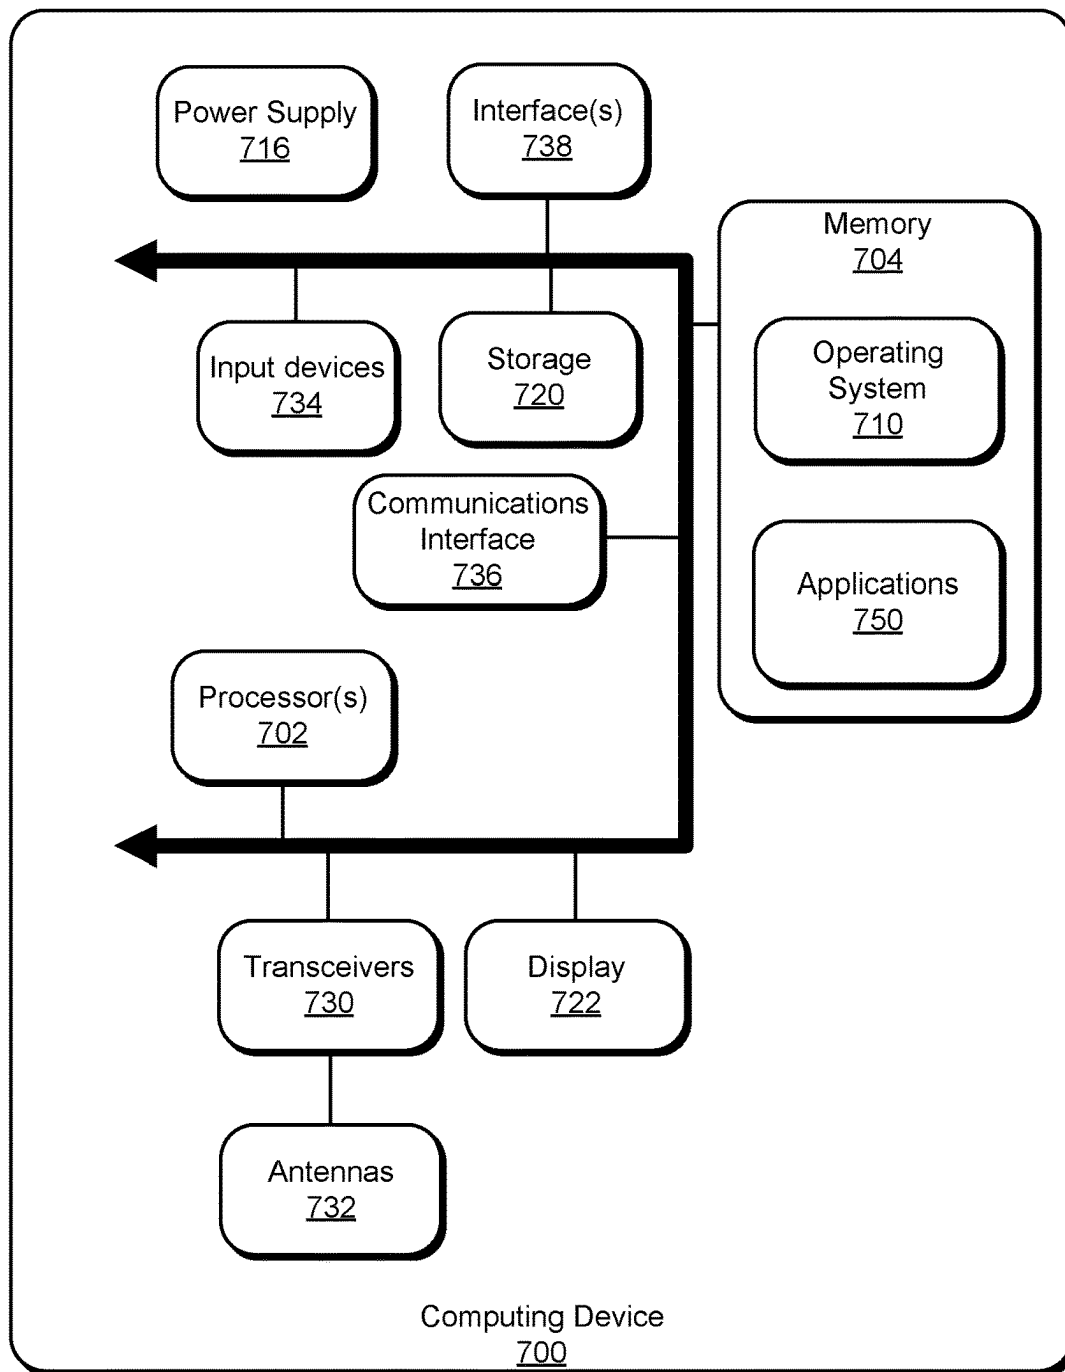 Power Supply
716
Interface(s)
738
Memory
704
Input devices
734
Storage
720
Operating
System
710
Communications
Interface
736
Applications
750
Processor(s)
702
Transceivers
730
Display
722
Antennas
732
Computing Device
700